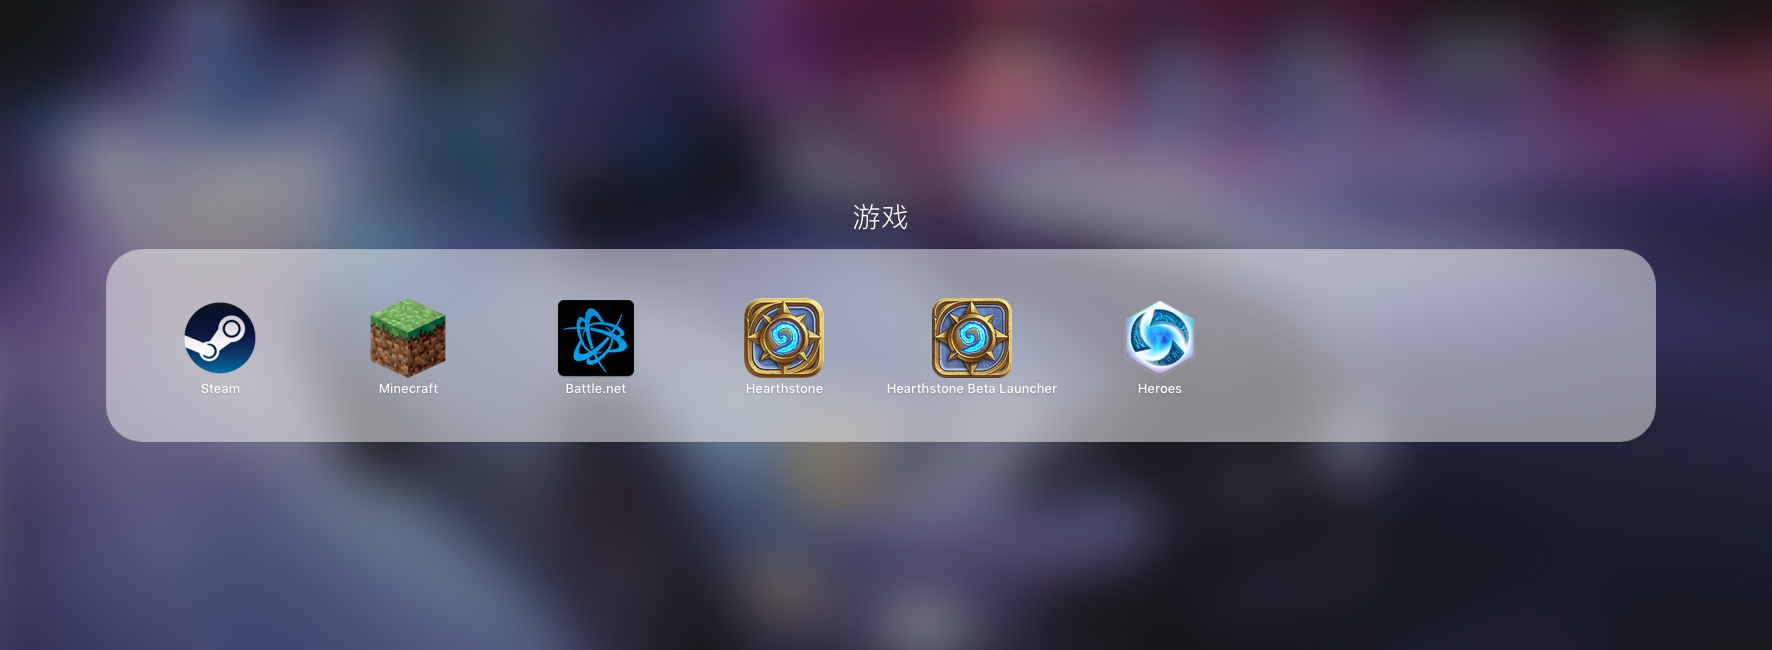 游戏
Steam
Minecraft
Battle.net
Hearthstone
Hearthstone Beta Launcher
Heroes